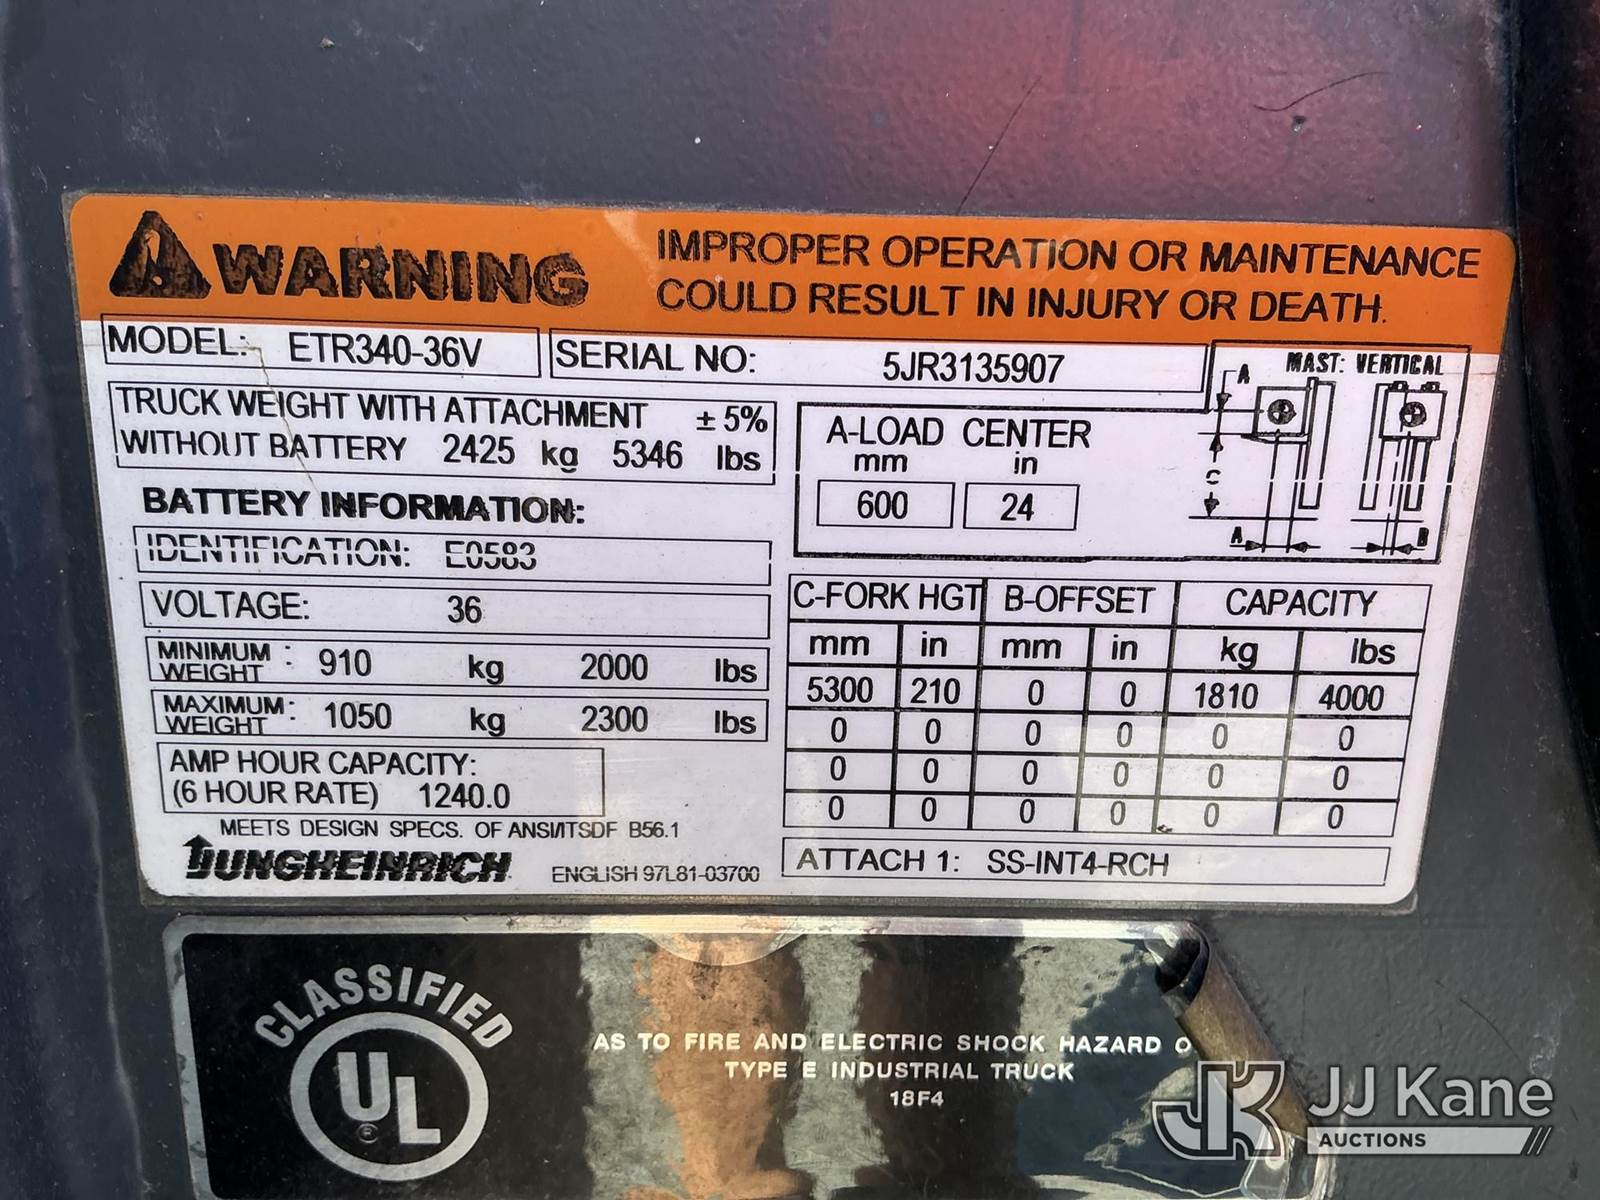 WARNING
IMPROPER OPERATION OR MAINTENANCE
COULD RESULT IN INJURY OR DEATH.
MODEL: ETR340-36V
SERIAL NO: 5JR3135907
TRUCK WEIGHT WITH ATTACHMENT ± 5%
WITHOUT BATTERY 2425 kg 5346 lbs
BATTERY INFORMATION:
IDENTIFICATION: E0583
VOLTAGE: 36
MINIMUM WEIGHT : 910 kg 2000 lbs
MAXIMUM WEIGHT : 1050 kg 2300 lbs
AMP HOUR CAPACITY:
(6 HOUR RATE) 1240.0
MEETS DESIGN SPECS. OF ANSI/ITSDF B56.1
JUNGHEINRICH
ENGLISH 97L81-03700
A-LOAD CENTER
mm in
600 24
MAST: VERTICAL
A
C
A B
C-FORK HGT B-OFFSET CAPACITY
mm in mm in kg lbs
5300 210 0 0 1810 4000
0 0 0 0 0 0
0 0 0 0 0 0
0 0 0 0 0 0
ATTACH 1: SS-INT4-RCH
CLASSIFIED
UL
®
AS TO FIRE AND ELECTRIC SHOCK HAZARD O
TYPE E INDUSTRIAL TRUCK
18F4
JK
JJ Kane
AUCTIONS